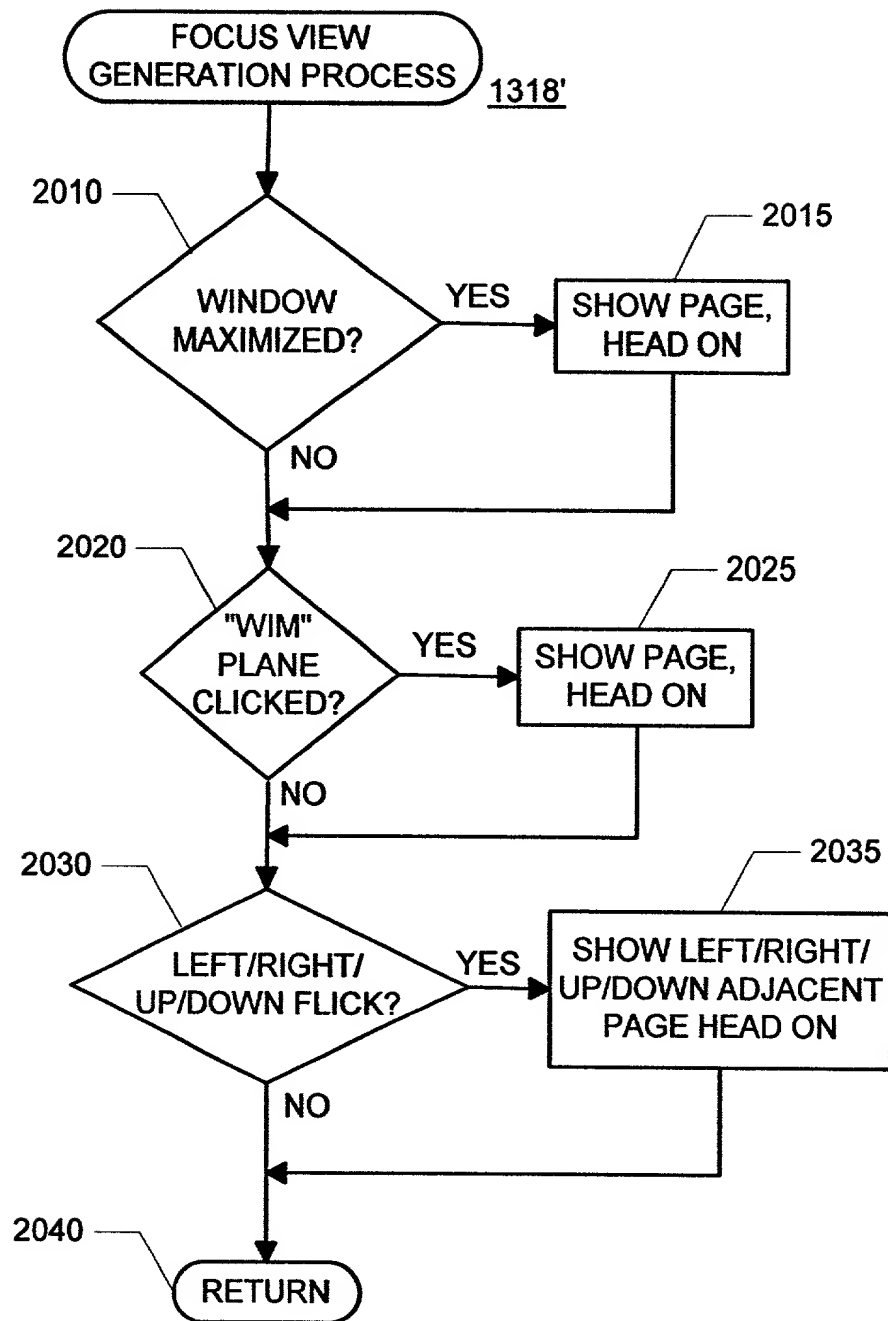 FOCUS VIEW
GENERATION PROCESS
1318'
2010
WINDOW
MAXIMIZED?
YES
2015
SHOW PAGE,
HEAD ON
NO
2020
"WIM"
PLANE
CLICKED?
YES
2025
SHOW PAGE,
HEAD ON
NO
2030
LEFT/RIGHT/
UP/DOWN FLICK?
YES
2035
SHOW LEFT/RIGHT/
UP/DOWN ADJACENT
PAGE HEAD ON
NO
2040
RETURN